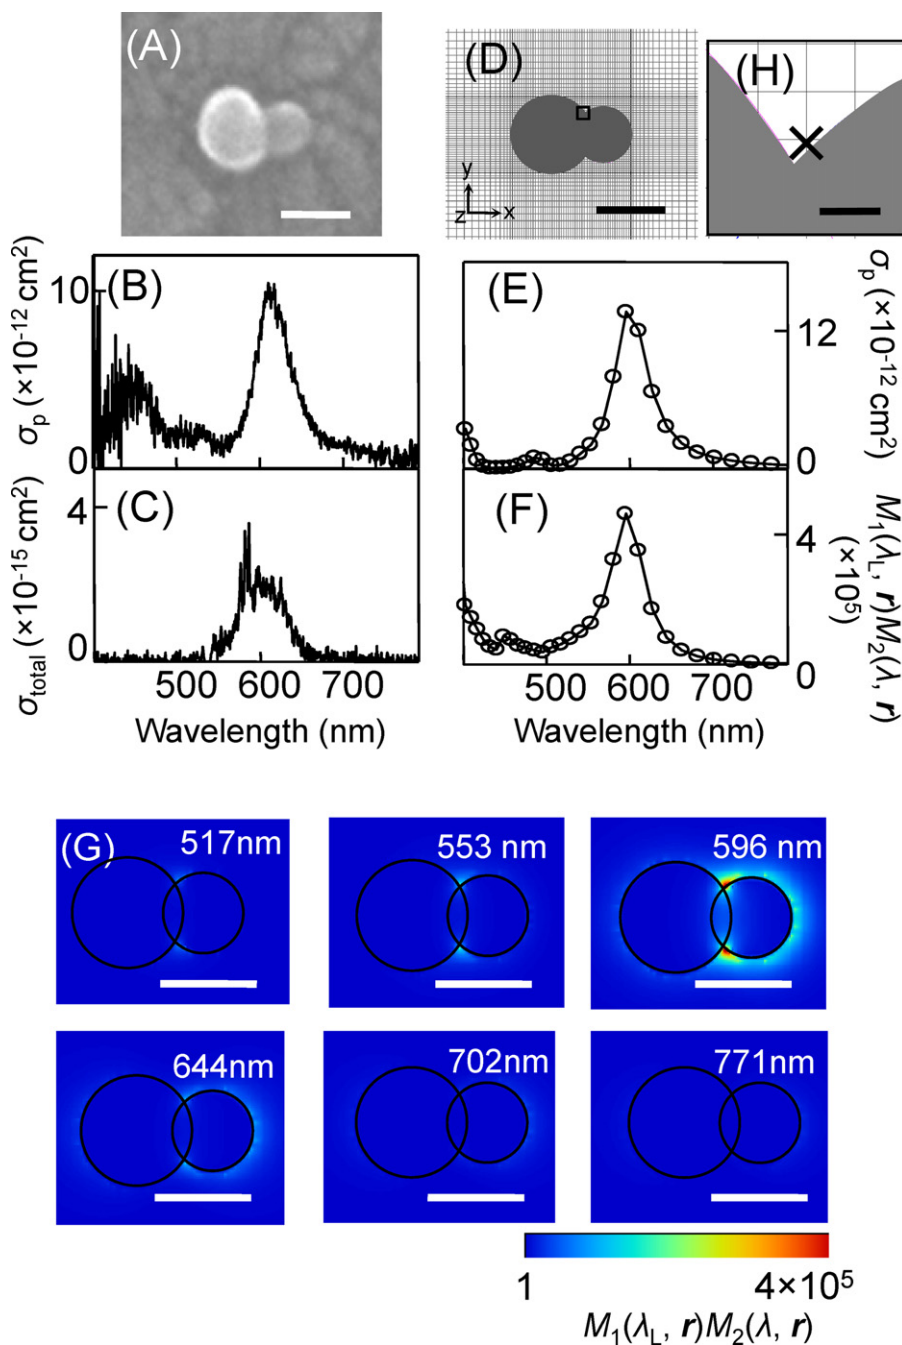 (A)
(D)
y
z
x
(H)
(B)
10
0
σp (×10-12 cm2)
(E)
12
0
σp (×10-12 cm2)
(C)
4
0
σtotal (×10-15 cm2)
500 600 700
Wavelength (nm)
(F)
4
0
M1(λL, r)M2(λ, r)
(×105)
500 600 700
Wavelength (nm)
(G)
517nm
553 nm
596 nm
644nm
702nm
771nm
1 4×105
M1(λL, r)M2(λ, r)